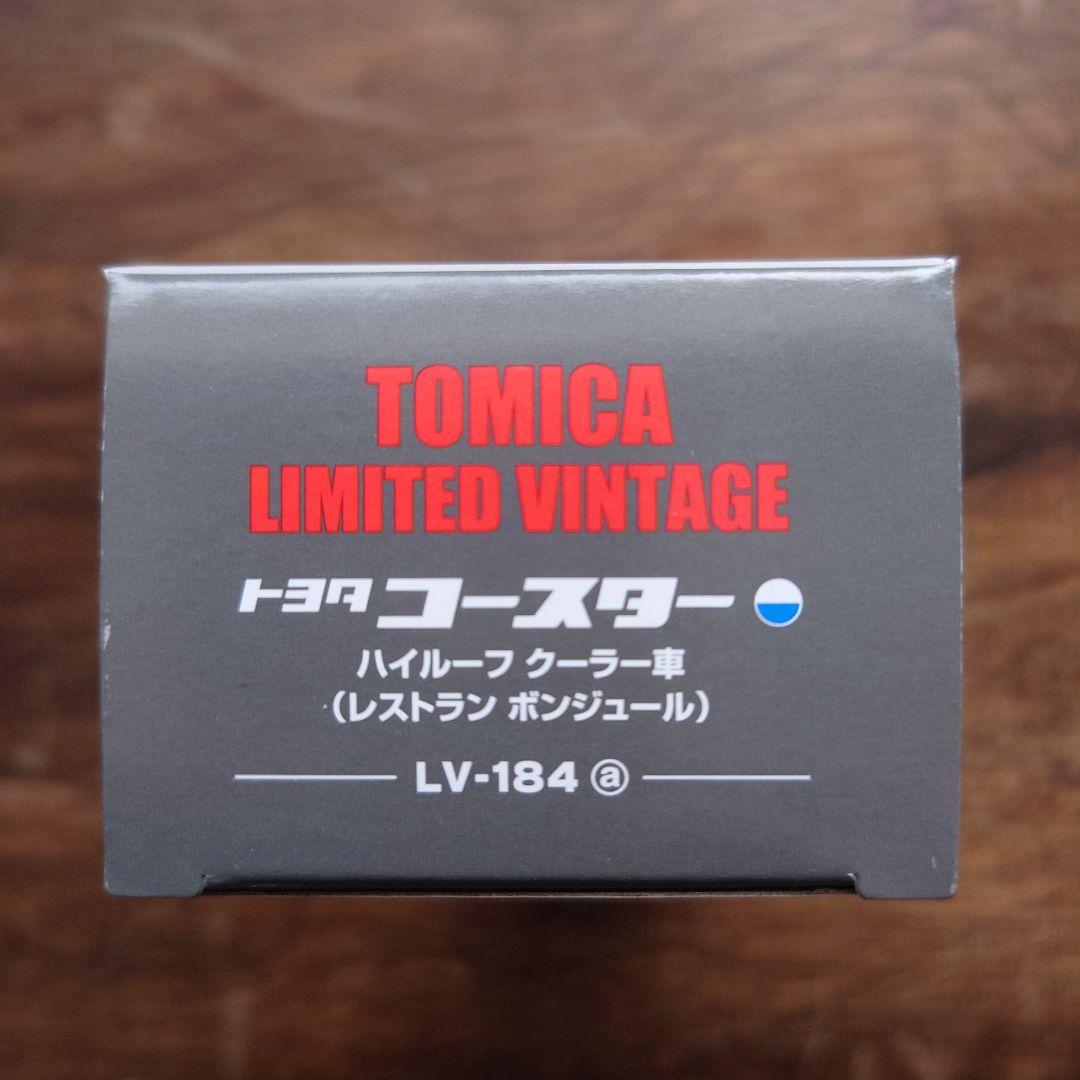 TOMICA
LIMITED VINTAGE
トヨタ コースター
ハイルーフ クーラー車
(レストラン ボンジュール)
LV-184 ⓐ